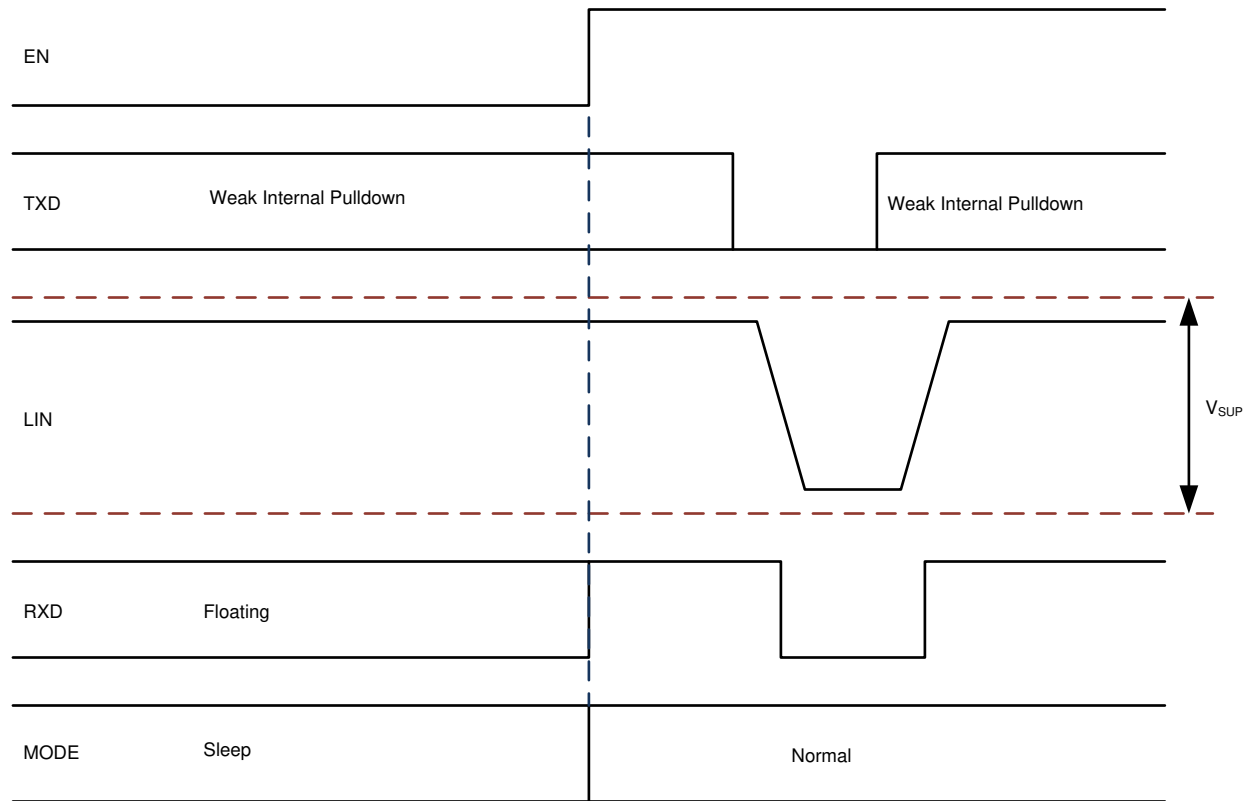 EN
TXD
Weak Internal Pulldown
Weak Internal Pulldown
LIN
VSUP
RXD
Floating
MODE
Sleep
Normal